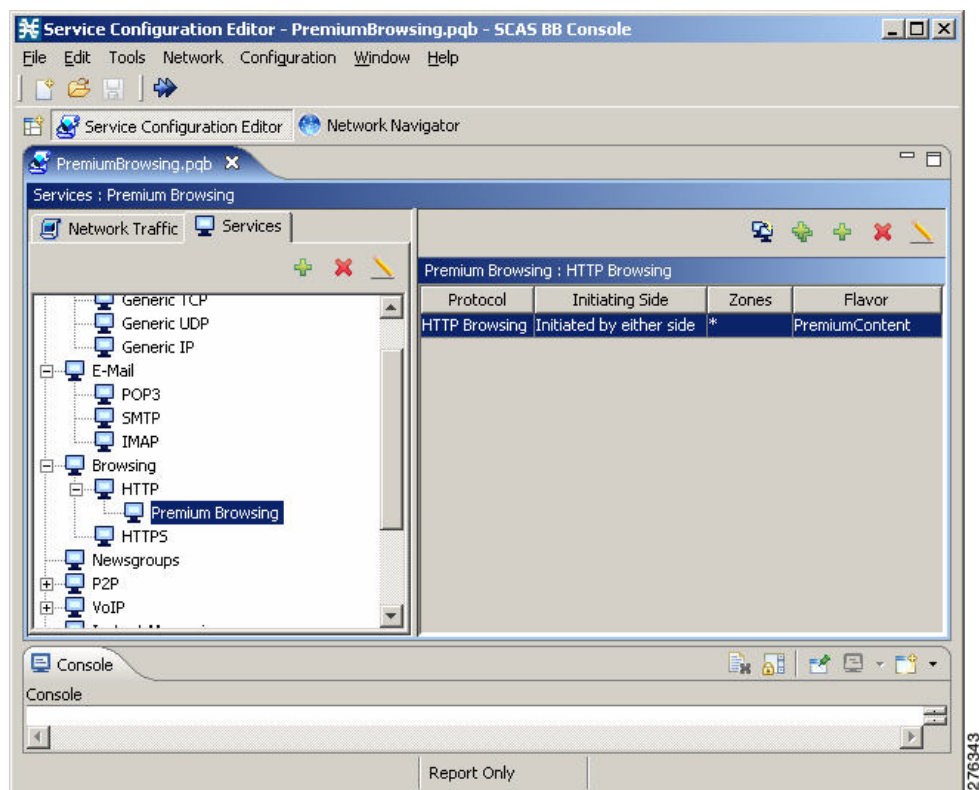 Service Configuration Editor - PremiumBrowsing.pqb - SCAS BB Console
File Edit Tools Network Configuration Window Help
Service Configuration Editor Network Navigator
PremiumBrowsing.pqb
Services : Premium Browsing
Network Traffic Services
Generic TCP
Generic UDP
Generic IP
E-Mail
POP3
SMTP
IMAP
Browsing
HTTP
Premium Browsing
HTTPS
Newsgroups
P2P
VoIP
Premium Browsing : HTTP Browsing
Protocol Initiating Side Zones Flavor
HTTP Browsing Initiated by either side * PremiumContent
Console
Console
Report Only
276343